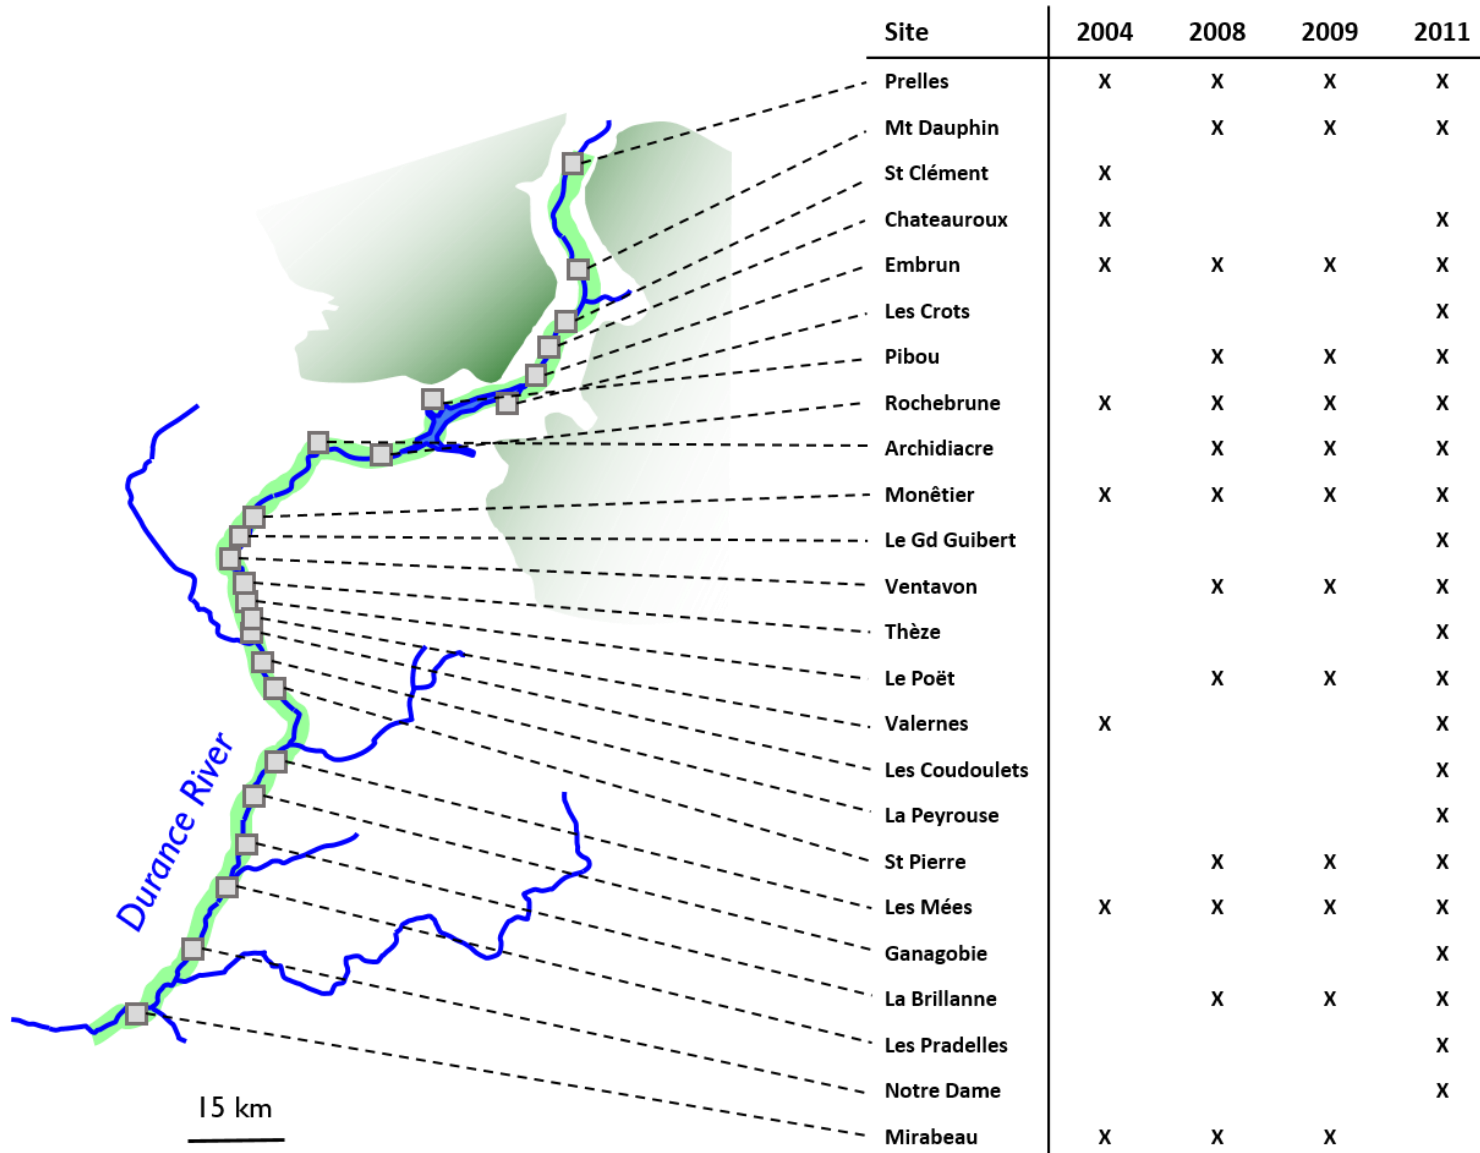 Site 2004 2008 2009 2011
Prelles X X X X
Mt Dauphin X X X
St Clément X
Chateauroux X X
Embrun X X X X
Les Crots X
Pibou X X X
Rochebrune X X X X
Archidiacre X X X
Monêtier X X X X
Le Gd Guibert X
Ventavon X X X
Thèze X
Le Poët X X X
Valernes X X
Les Coudoulets X
La Peyrouse X
St Pierre X X X
Les Mées X X X X
Ganagobie X
La Brillanne X X X
Les Pradelles X
Notre Dame X
Mirabeau X X X
Durance River
15 km